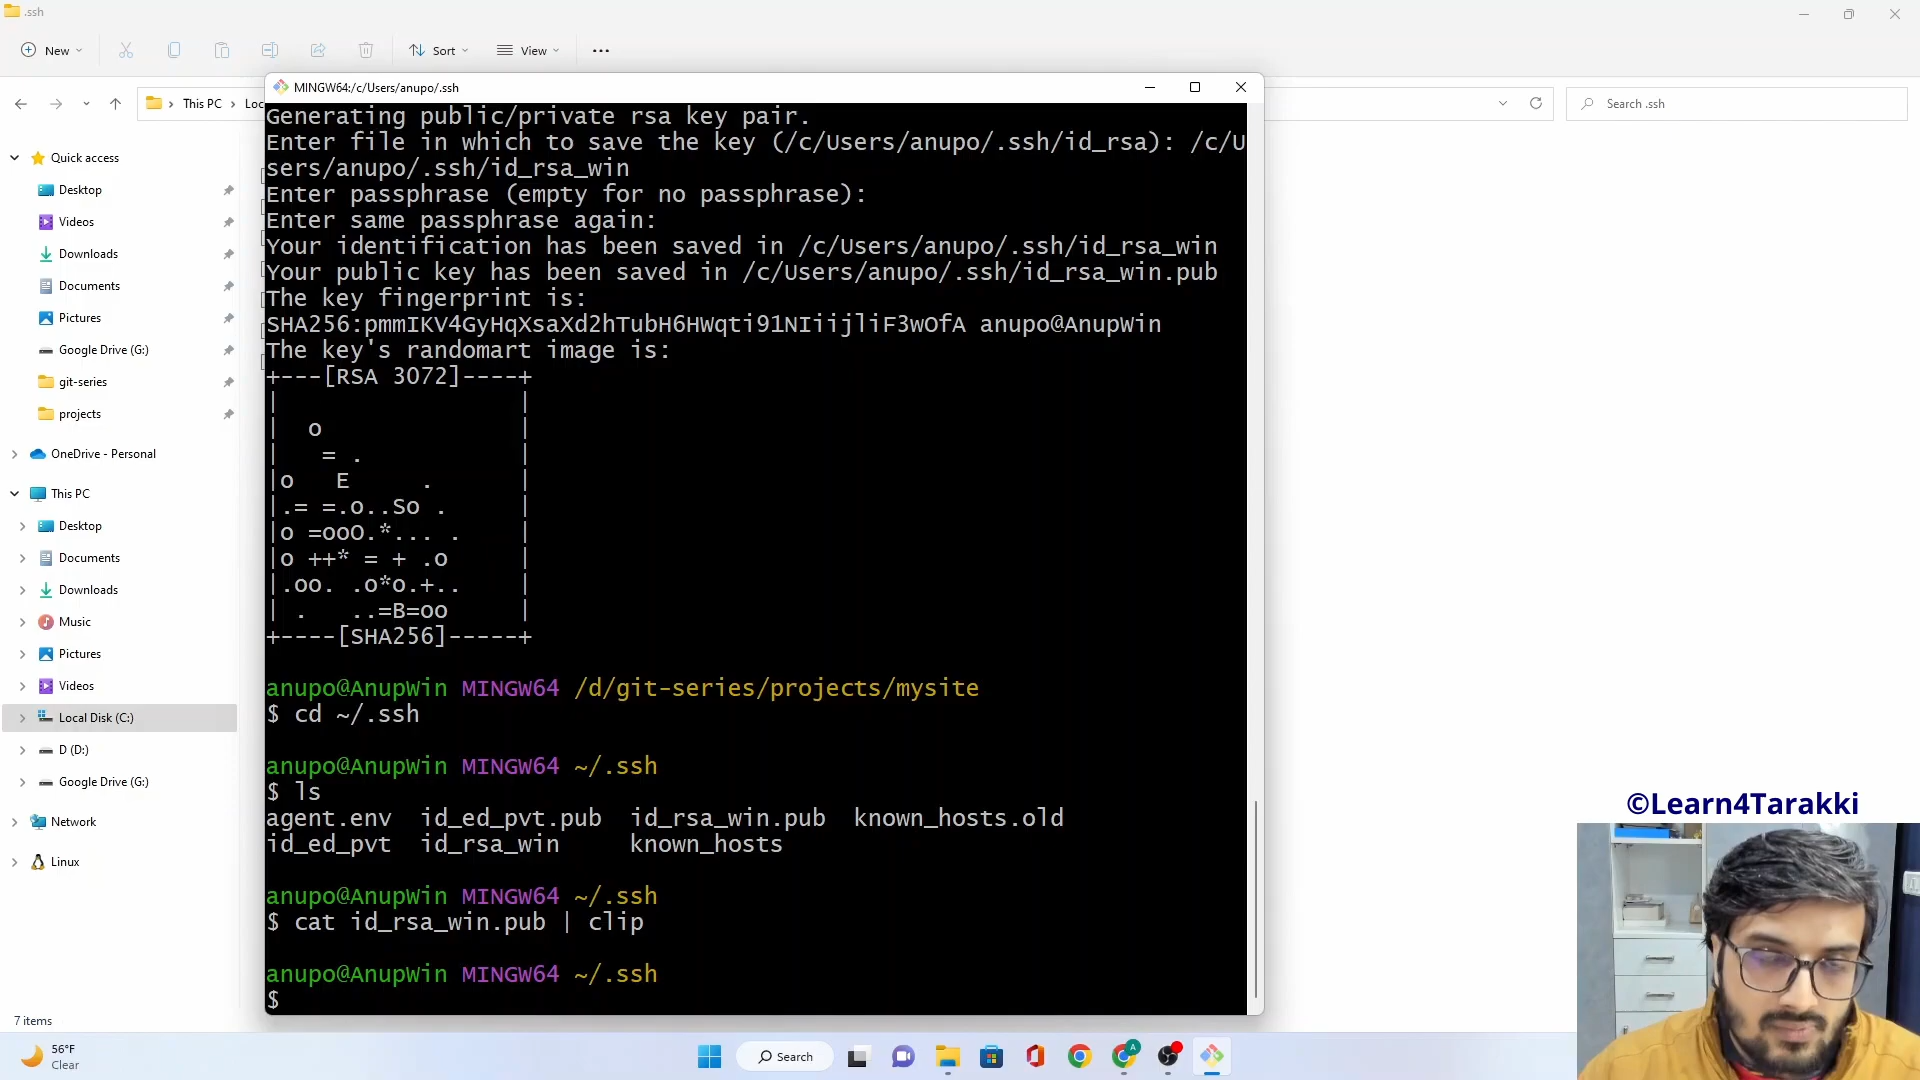 .ssh
New
Sort
View
This PC
Loc
Search .ssh
Quick access
Desktop
Videos
Downloads
Documents
Pictures
Google Drive (G:)
git-series
projects
OneDrive - Personal
This PC
Desktop
Documents
Downloads
Music
Pictures
Videos
Local Disk (C:)
D (D:)
Google Drive (G:)
Network
Linux
7 items
MINGW64:/c/Users/anupo/.ssh
Generating public/private rsa key pair.
Enter file in which to save the key (/c/Users/anupo/.ssh/id_rsa): /c/U
sers/anupo/.ssh/id_rsa_win
Enter passphrase (empty for no passphrase):
Enter same passphrase again:
Your identification has been saved in /c/Users/anupo/.ssh/id_rsa_win
Your public key has been saved in /c/Users/anupo/.ssh/id_rsa_win.pub
The key fingerprint is:
SHA256:pmmIKV4GyHqXsaXd2hTubH6HWqti91NIiijliF3wOfA anupo@AnupWin
The key's randomart image is:
+---[RSA 3072]----+
|                 |
|  o              |
|   = .           |
|o   E     .      |
|.= =.o..So .     |
|o =ooO.*... .    |
|o ++* = + .o     |
|.oo. .o*o.+..    |
| .   ..=B=oo     |
+----[SHA256]-----+
anupo@AnupWin MINGW64 /d/git-series/projects/mysite
$ cd ~/.ssh
anupo@AnupWin MINGW64 ~/.ssh
$ ls
agent.env  id_ed_pvt.pub  id_rsa_win.pub  known_hosts.old
id_ed_pvt  id_rsa_win     known_hosts
anupo@AnupWin MINGW64 ~/.ssh
$ cat id_rsa_win.pub | clip
anupo@AnupWin MINGW64 ~/.ssh
$
©Learn4Tarakki
56°F
Clear
Search
A